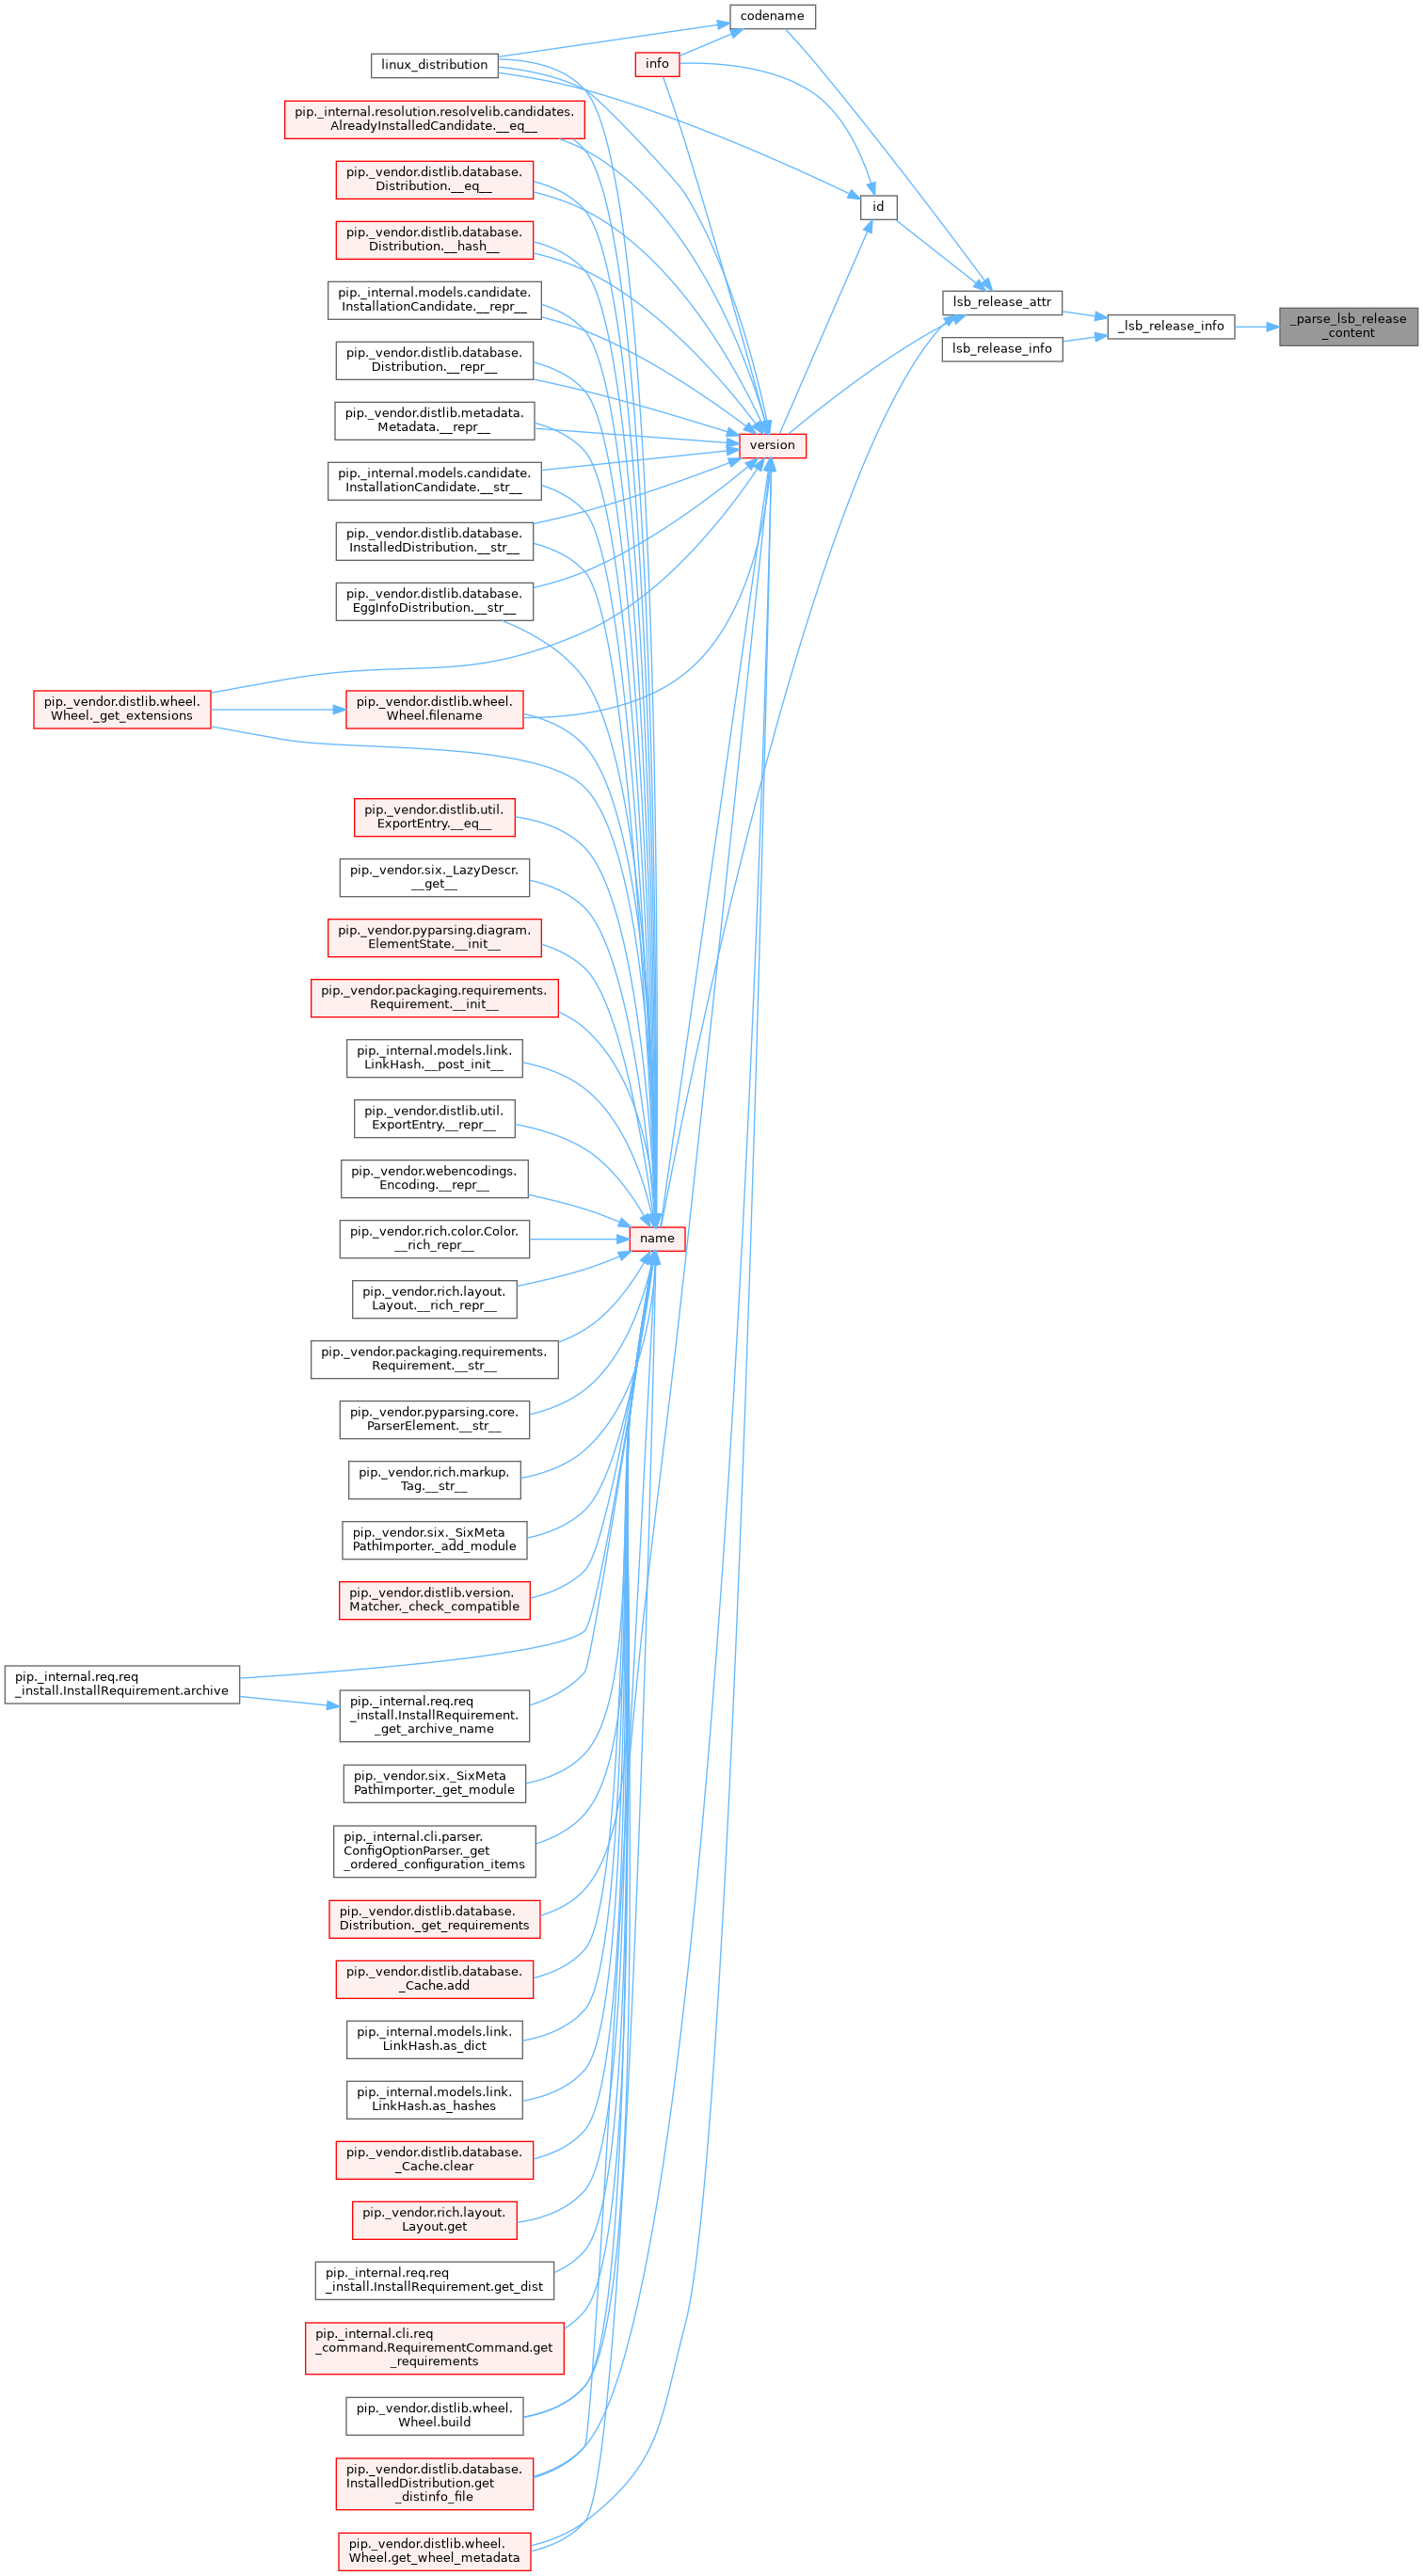 codename
linux_distribution
info
pip._internal.resolution.resolvelib.candidates.
AlreadyInstalledCandidate.__eq__
pip._vendor.distlib.database.
Distribution.__eq__
id
pip._vendor.distlib.database.
Distribution.__hash__
pip._internal.models.candidate.
InstallationCandidate.__repr__
lsb_release_attr
_lsb_release_info
_parse_lsb_release
_content
lsb_release_info
pip._vendor.distlib.database.
Distribution.__repr__
pip._vendor.distlib.metadata.
Metadata.__repr__
version
pip._internal.models.candidate.
InstallationCandidate.__str__
pip._vendor.distlib.database.
InstalledDistribution.__str__
pip._vendor.distlib.database.
EggInfoDistribution.__str__
pip._vendor.distlib.wheel.
Wheel._get_extensions
pip._vendor.distlib.wheel.
Wheel.filename
pip._vendor.distlib.util.
ExportEntry.__eq__
pip._vendor.six._LazyDescr.
__get__
pip._vendor.pyparsing.diagram.
ElementState.__init__
pip._vendor.packaging.requirements.
Requirement.__init__
pip._internal.models.link.
LinkHash.__post_init__
pip._vendor.distlib.util.
ExportEntry.__repr__
pip._vendor.webencodings.
Encoding.__repr__
name
pip._vendor.rich.color.Color.
__rich_repr__
pip._vendor.rich.layout.
Layout.__rich_repr__
pip._vendor.packaging.requirements.
Requirement.__str__
pip._vendor.pyparsing.core.
ParserElement.__str__
pip._vendor.rich.markup.
Tag.__str__
pip._vendor.six._SixMeta
PathImporter._add_module
pip._vendor.distlib.version.
Matcher._check_compatible
pip._internal.req.req
_install.InstallRequirement.archive
pip._internal.req.req
_install.InstallRequirement.
_get_archive_name
pip._vendor.six._SixMeta
PathImporter._get_module
pip._internal.cli.parser.
ConfigOptionParser._get
_ordered_configuration_items
pip._vendor.distlib.database.
Distribution._get_requirements
pip._vendor.distlib.database.
_Cache.add
pip._internal.models.link.
LinkHash.as_dict
pip._internal.models.link.
LinkHash.as_hashes
pip._vendor.distlib.database.
_Cache.clear
pip._vendor.rich.layout.
Layout.get
pip._internal.req.req
_install.InstallRequirement.get_dist
pip._internal.cli.req
_command.RequirementCommand.get
_requirements
pip._vendor.distlib.wheel.
Wheel.build
pip._vendor.distlib.database.
InstalledDistribution.get
_distinfo_file
pip._vendor.distlib.wheel.
Wheel.get_wheel_metadata